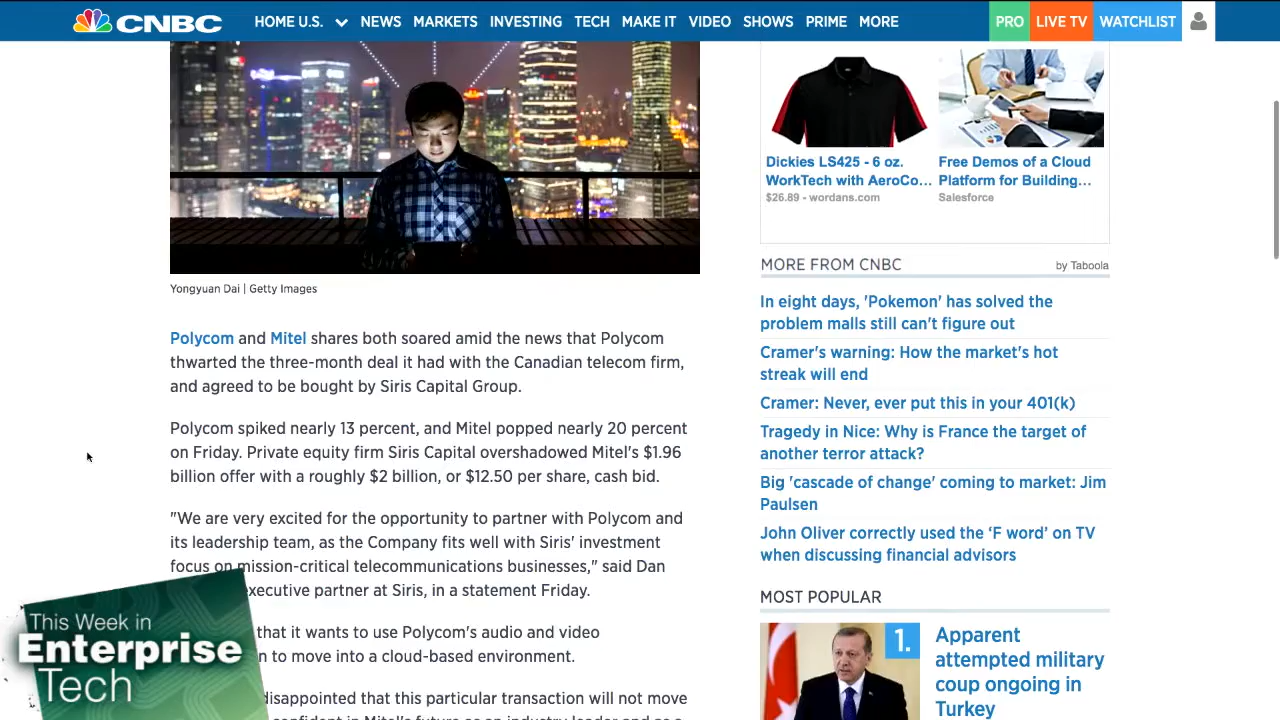 CNBC
HOME U.S. NEWS MARKETS INVESTING TECH MAKE IT VIDEO SHOWS PRIME MORE
PRO LIVE TV WATCHLIST
Yongyuan Dai | Getty Images
Polycom and Mitel shares both soared amid the news that Polycom
thwarted the three-month deal it had with the Canadian telecom firm,
and agreed to be bought by Siris Capital Group.
Polycom spiked nearly 13 percent, and Mitel popped nearly 20 percent
on Friday. Private equity firm Siris Capital overshadowed Mitel's $1.96
billion offer with a roughly $2 billion, or $12.50 per share, cash bid.
"We are very excited for the opportunity to partner with Polycom and
its leadership team, as the Company fits well with Siris' investment
focus on mission-critical telecommunications businesses," said Dan
executive partner at Siris, in a statement Friday.
that it wants to use Polycom's audio and video
to move into a cloud-based environment.
disappointed that this particular transaction will not move
confident in Mitel's future as an industry leader and as a
This Week in
Enterprise
Tech
Dickies LS425 - 6 oz.
WorkTech with AeroCo...
$26.89 - wordans.com
Free Demos of a Cloud
Platform for Building...
Salesforce
MORE FROM CNBC
by Taboola
In eight days, 'Pokemon' has solved the
problem malls still can't figure out
Cramer's warning: How the market's hot
streak will end
Cramer: Never, ever put this in your 401(k)
Tragedy in Nice: Why is France the target of
another terror attack?
Big 'cascade of change' coming to market: Jim
Paulsen
John Oliver correctly used the ‘F word’ on TV
when discussing financial advisors
MOST POPULAR
1.
Apparent
attempted military
coup ongoing in
Turkey